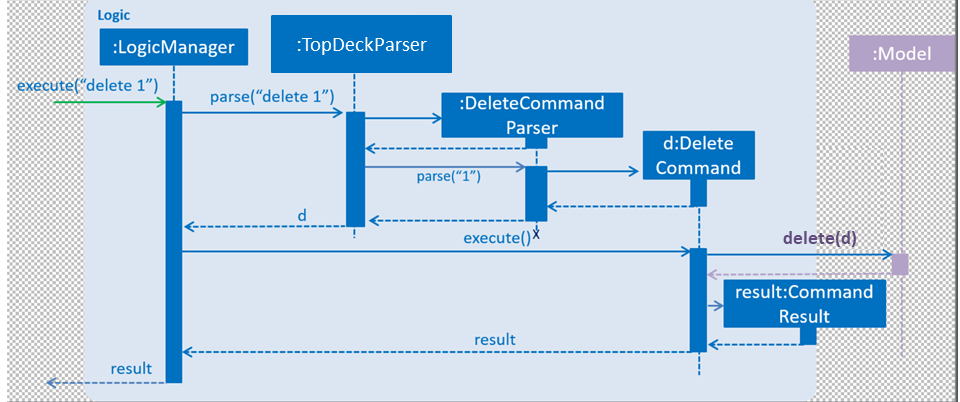 Logic
:LogicManager
:TopDeckParser
:Model
execute(“delete 1”)
parse(“delete 1”)
:DeleteCommand
Parser
d:Delete
Command
parse(“1”)
d
execute()
X
delete(d)
result:Command
Result
result
result